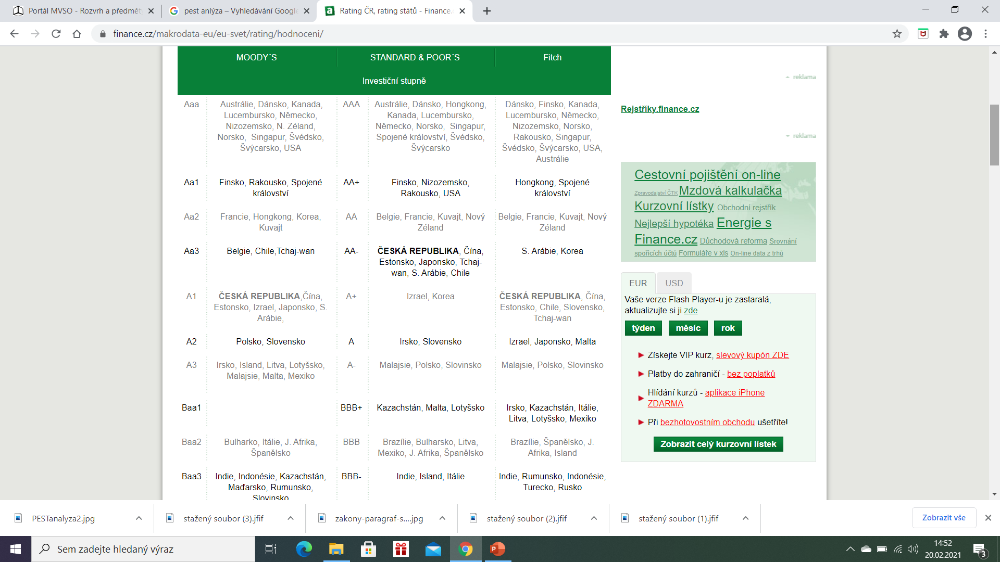 Portál MVSO - Rozvrh a předměty
pest anlýza – Vyhledávání Google
Rating ČR, rating států - Finance.c
finance.cz/makrodata-eu/eu-svet/rating/hodnoceni/
MOODY´S STANDARD & POOR´S Fitch
Investiční stupně
Aaa
Austrálie, Dánsko, Kanada,
Lucembursko, Německo,
Nizozemsko, N. Zéland,
Norsko, Singapur, Švédsko,
Švýcarsko, USA
AAA
Austrálie, Dánsko, Hongkong,
Kanada, Lucembursko,
Německo, Norsko, Singapur,
Spojené království, Švédsko,
Švýcarsko
Dánsko, Finsko, Kanada,
Lucembursko, Německo,
Nizozemsko, Norsko,
Rakousko, Singapur,
Švédsko, Švýcarsko, USA,
Austrálie
Aa1
Finsko, Rakousko, Spojené
království
AA+
Finsko, Nizozemsko,
Rakousko, USA
Hongkong, Spojené
království
Aa2
Francie, Hongkong, Korea,
Kuvajt
AA
Belgie, Francie, Kuvajt, Nový
Zéland
Belgie, Francie, Kuvajt, Nový
Zéland
Aa3
Belgie, Chile,Tchaj-wan
AA-
ČESKÁ REPUBLIKA, Čína,
Estonsko, Japonsko, Tchaj-
wan, S. Arábie, Chile
S. Arábie, Korea
A1
ČESKÁ REPUBLIKA,Čína,
Estonsko, Izrael, Japonsko, S.
Arábie,
A+
Izrael, Korea
ČESKÁ REPUBLIKA, Čína,
Estonsko, Chile, Slovensko,
Tchaj-wan
A2
Polsko, Slovensko
A
Irsko, Slovensko
Izrael, Japonsko, Malta
A3
Irsko, Island, Litva, Lotyšsko,
Malajsie, Malta, Mexiko
A-
Malajsie, Polsko, Slovinsko
Malajsie, Polsko, Slovinsko
Baa1
BBB+
Kazachstán, Malta, Lotyšsko
Irsko, Kazachstán, Itálie,
Litva, Lotyšsko, Mexiko
Baa2
Bulharko, Itálie, J. Afrika,
Španělsko
BBB
Brazílie, Bulharsko, Litva,
Mexiko, J. Afrika, Španělsko
Brazílie, Španělsko, J.
Afrika, Island
Baa3
Indie, Indonésie, Kazachstán,
Maďarsko, Rumunsko,
Slovinsko
BBB-
Indie, Island, Itálie
Indie, Rumunsko, Indonésie,
Turecko, Rusko
reklama
Rejstříky.finance.cz
reklama
Cestovní pojištění on-line
Zpravodajství ČTK Mzdová kalkulačka
Kurzovní lístky Obchodní rejstřík
Nejlepší hypotéka Energie s
Finance.cz Důchodová reforma Srovnání
spořicích účtů Formuláře v xls On-line data z trhů
EUR USD
Vaše verze Flash Player-u je zastaralá,
aktualizujte si ji zde
týden měsíc rok
Získejte VIP kurz, slevový kupón ZDE
Platby do zahraničí - bez poplatků
Hlídání kurzů - aplikace iPhone
ZDARMA
Při bezhotovostním obchodu ušetříte!
Zobrazit celý kurzovní lístek
PESTanalyza2.jpg
stažený soubor (3).jfif
zakony-paragraf-s....jpg
stažený soubor (2).jfif
stažený soubor (1).jfif
Zobrazit vše
Sem zadejte hledaný výraz
14:52
20.02.2021
3